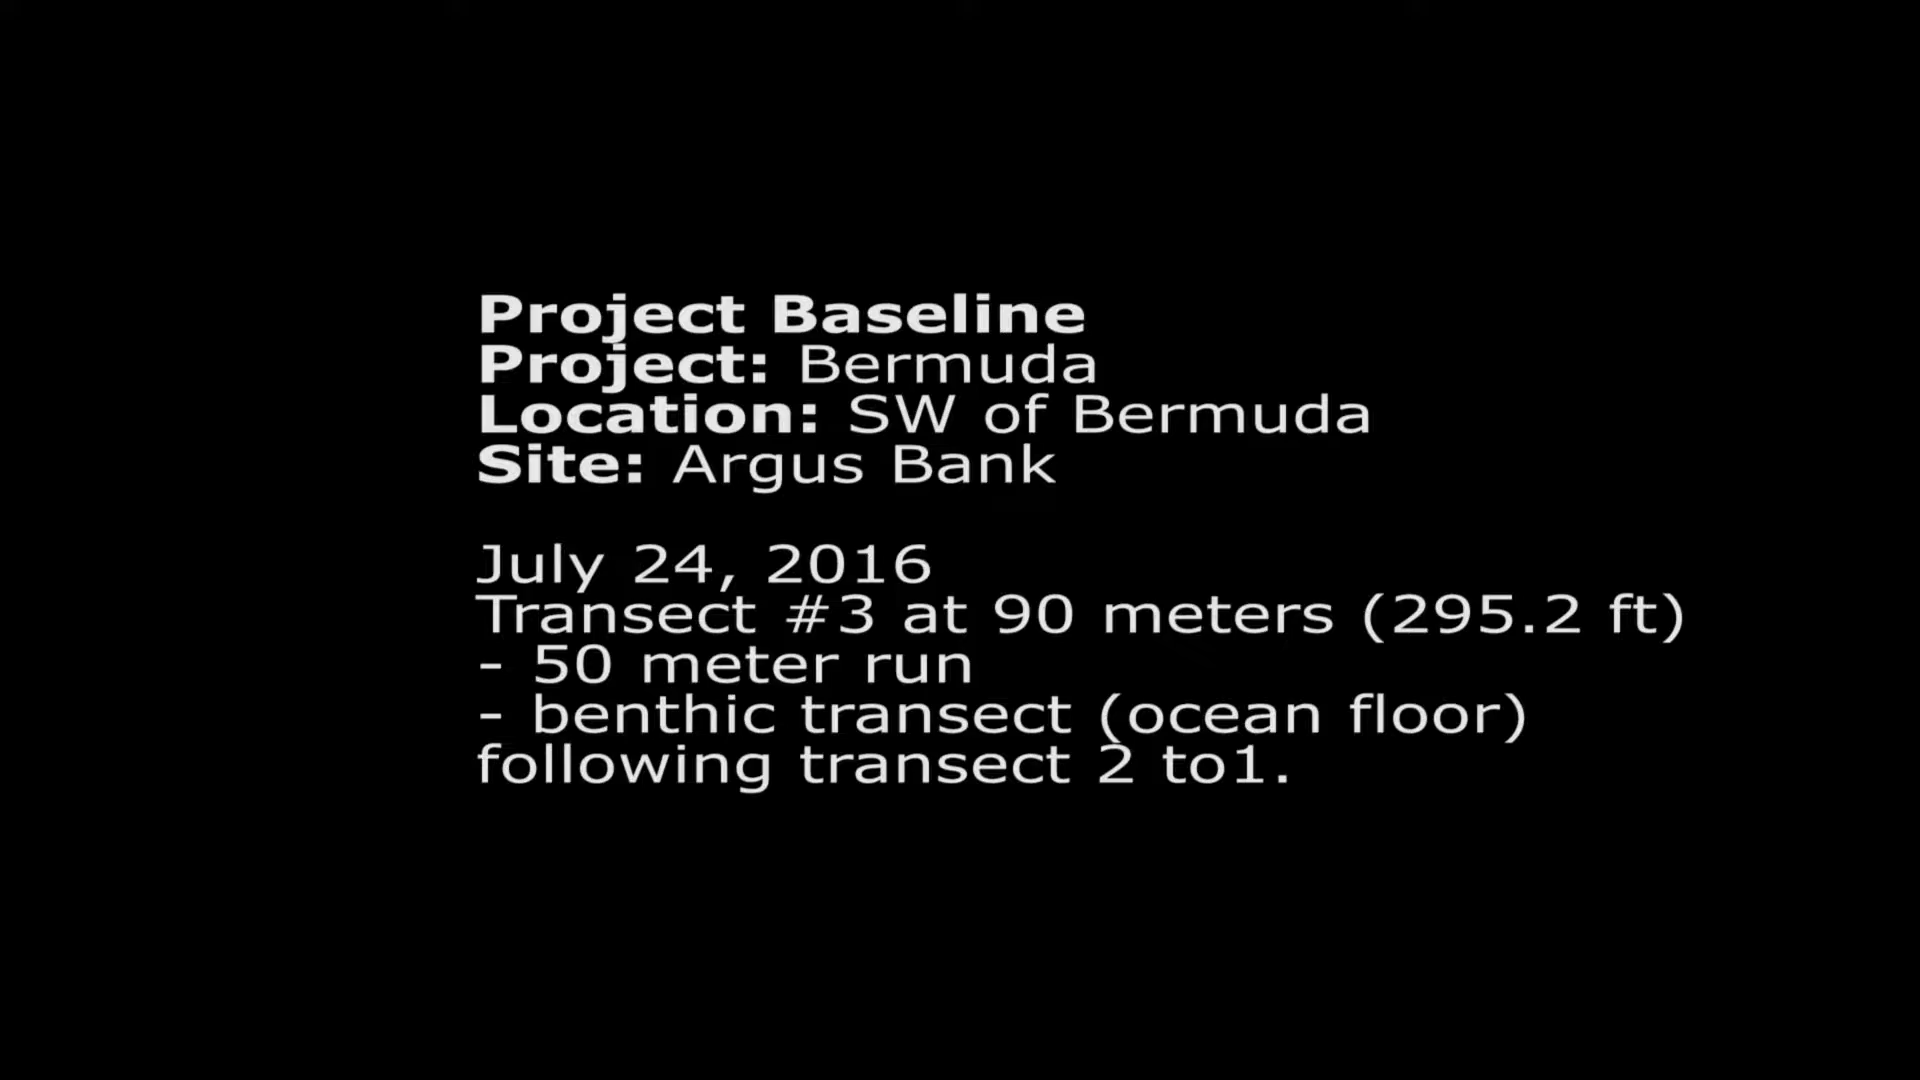 Project Baseline
Project: Bermuda
Location: SW of Bermuda
Site: Argus Bank
July 24, 2016
Transect #3 at 90 meters (295.2 ft)
- 50 meter run
- benthic transect (ocean floor)
following transect 2 to1.